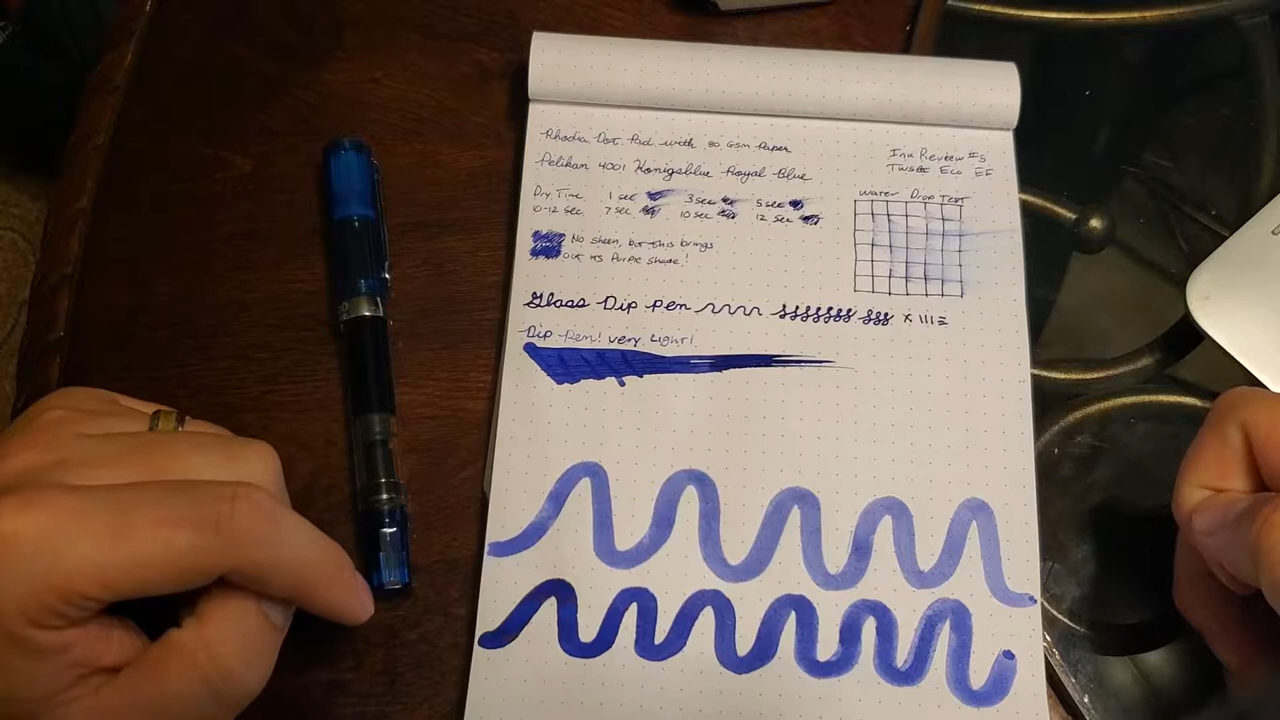 Rhodia Dot Pad with 80 GSM Paper
Pelikan 4001 Konigsblue Royal Blue
Ink Review #5
TWSBI Eco EF
Dry Time 1 sec 3 sec 5 sec
10-12 sec 7 sec 10 sec 12 sec
Water Drop Test
No sheen, but this brings
out its Purple shade!
Glass Dip pen x III
Dip Pen! very Light!